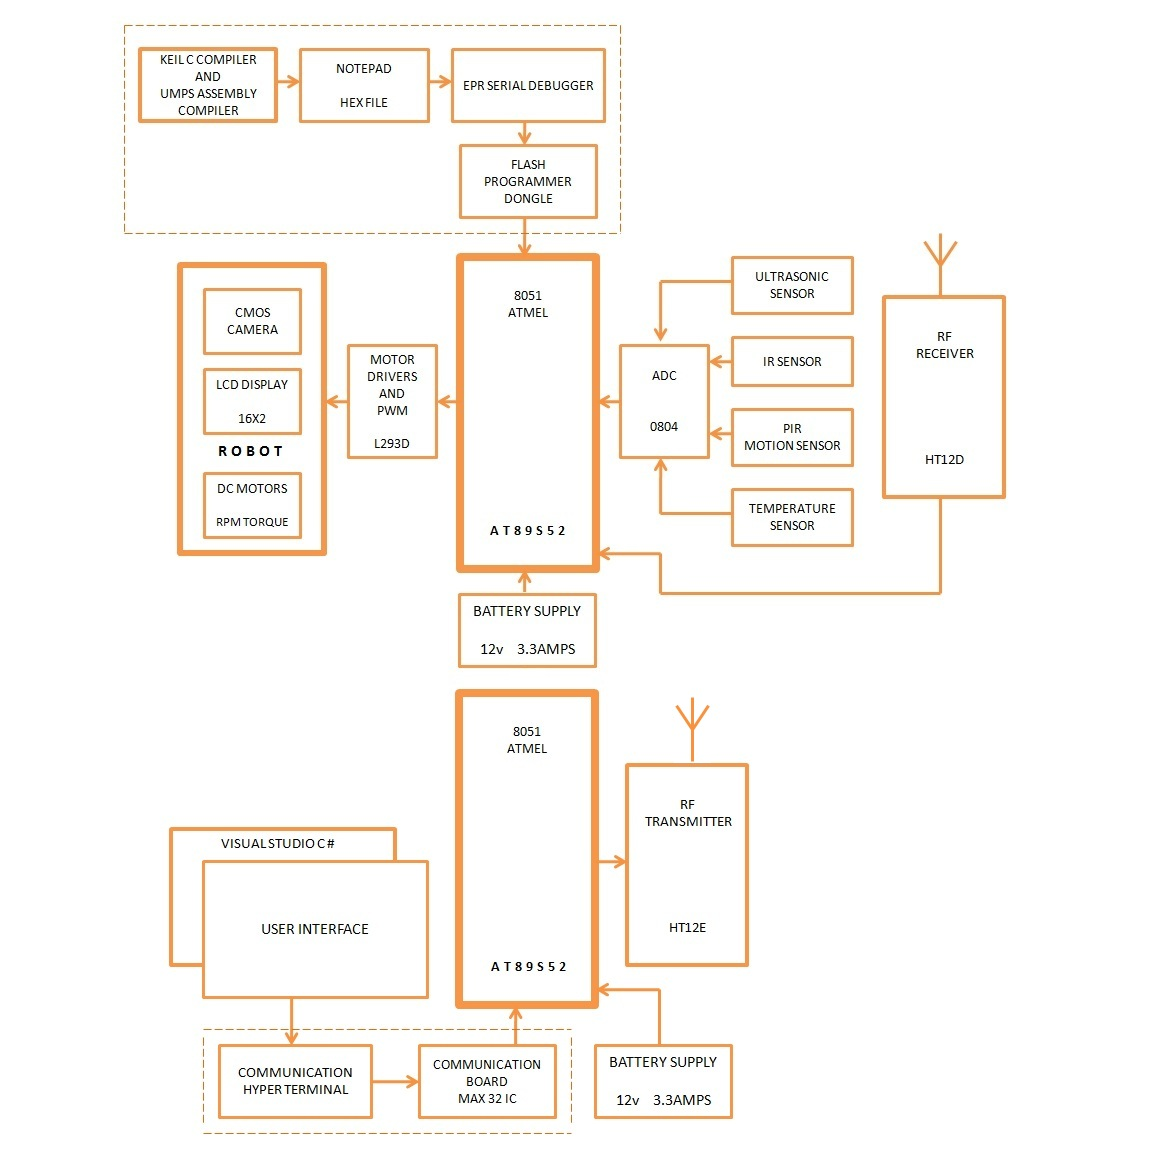 KEIL C COMPILER
AND
UMPS ASSEMBLY
COMPILER
NOTEPAD
HEX FILE
EPR SERIAL DEBUGGER
FLASH
PROGRAMMER
DONGLE
CMOS
CAMERA
LCD DISPLAY
16X2
ROBOT
DC MOTORS
RPM TORQUE
MOTOR
DRIVERS
AND
PWM
L293D
8051
ATMEL
AT89S52
ADC
0804
ULTRASONIC
SENSOR
IR SENSOR
PIR
MOTION SENSOR
TEMPERATURE
SENSOR
RF
RECEIVER
HT12D
BATTERY SUPPLY
12v 3.3AMPS
8051
ATMEL
AT89S52
RF
TRANSMITTER
HT12E
VISUAL STUDIO C #
USER INTERFACE
COMMUNICATION
HYPER TERMINAL
COMMUNICATION
BOARD
MAX 32 IC
BATTERY SUPPLY
12v 3.3AMPS